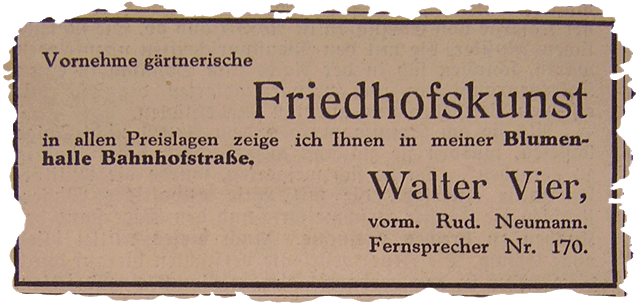 Vornehme gärtnerische
Friedhofskunst
in allen Preislagen zeige ich Ihnen in meiner Blumen-
halle Bahnhofstraße.
Walter Vier,
vorm. Rud. Neumann.
Fernsprecher Nr. 170.